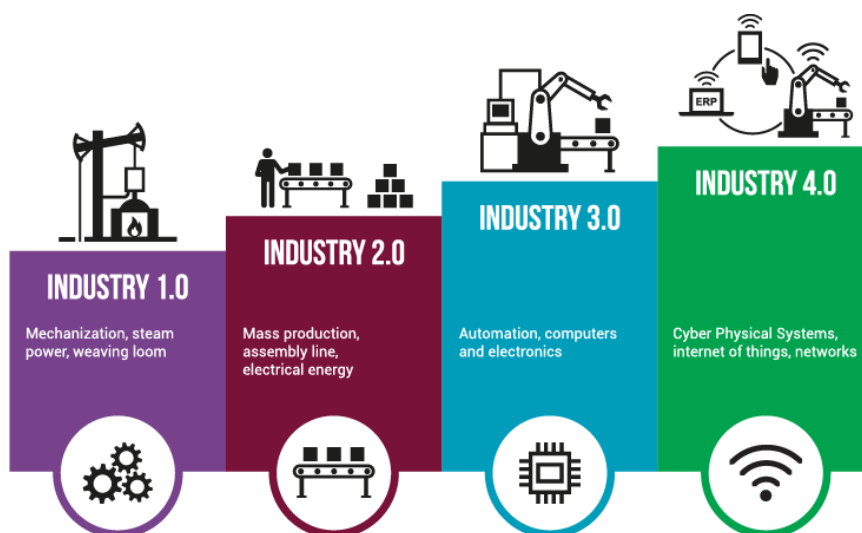 ERP
INDUSTRY 1.0
Mechanization, steam
power, weaving loom
INDUSTRY 2.0
Mass production,
assembly line,
electrical energy
INDUSTRY 3.0
Automation, computers
and electronics
INDUSTRY 4.0
Cyber Physical Systems,
internet of things, networks